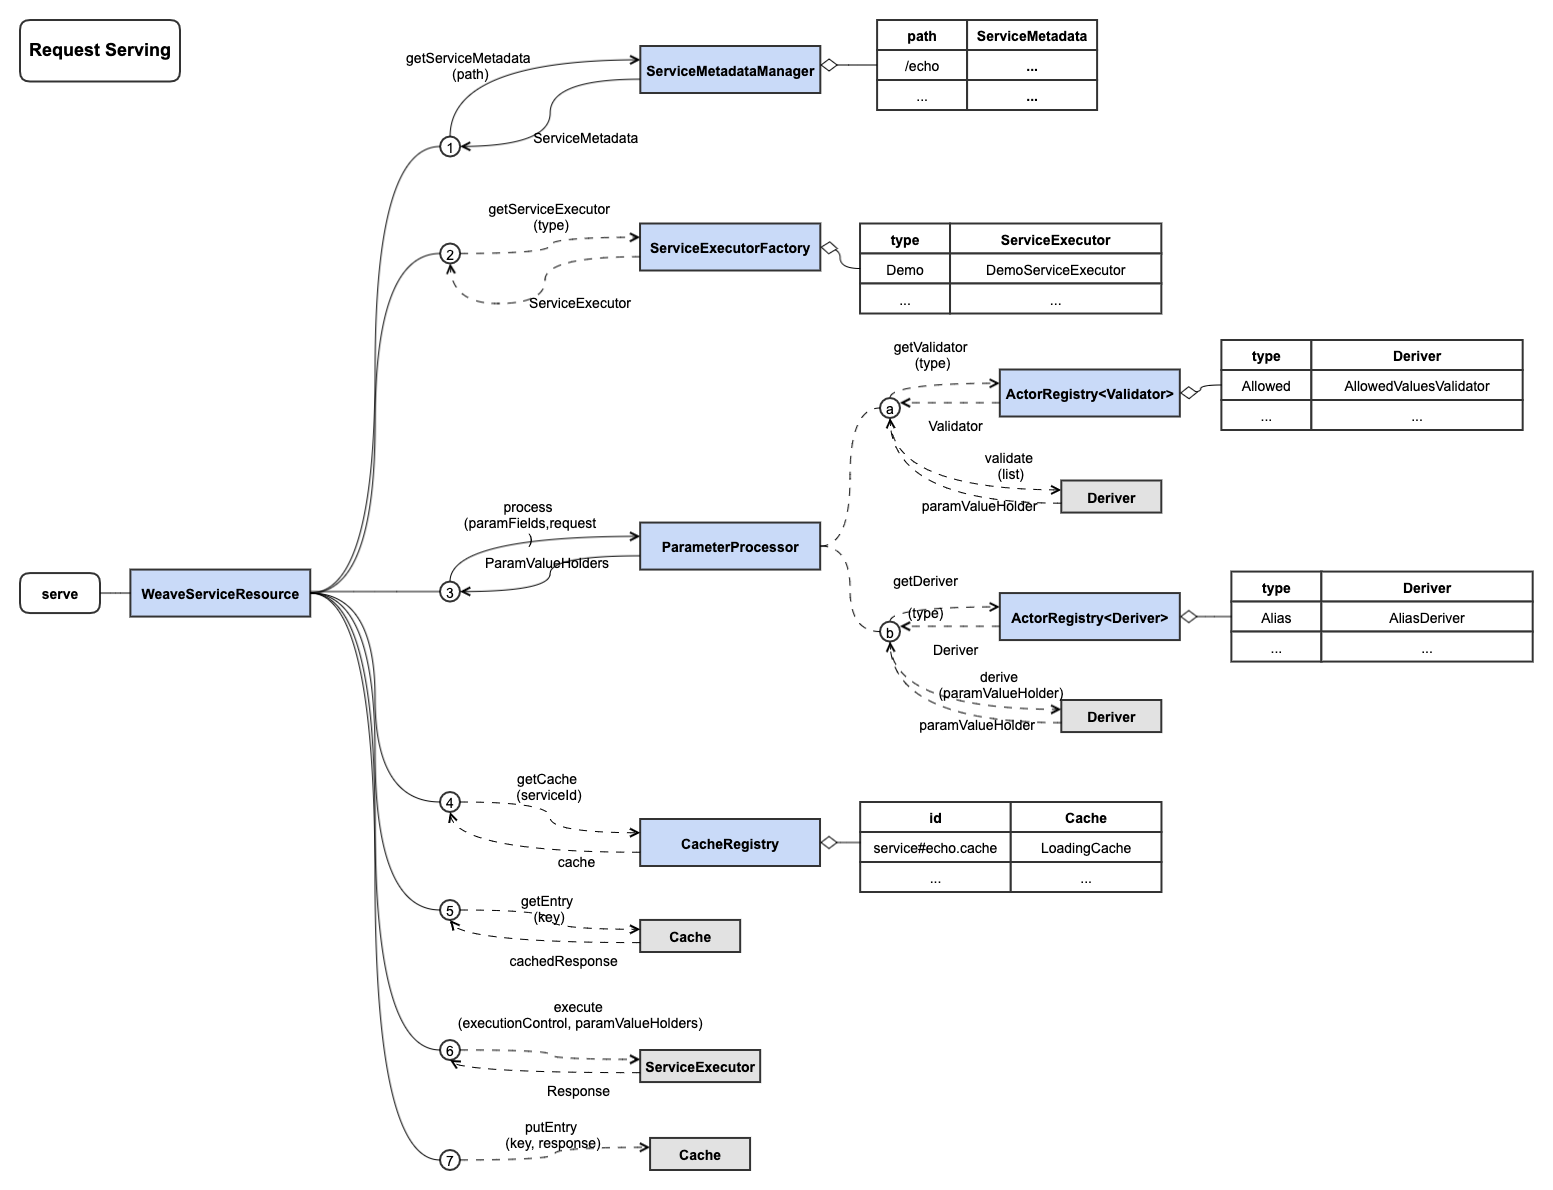 Request Serving
getServiceMetadata
(path)
ServiceMetadataManager
path ServiceMetadata
/echo ...
... ...
1
ServiceMetadata
getServiceExecutor
(type)
2
ServiceExecutorFactory
type ServiceExecutor
Demo DemoServiceExecutor
... ...
ServiceExecutor
getValidator
(type)
a
ActorRegistry<Validator>
type Deriver
Allowed AllowedValuesValidator
... ...
Validator
validate
(list)
Deriver
paramValueHolder
process
(paramFields,request
)
ParameterProcessor
ParamValueHolders
3
serve
WeaveServiceResource
getDeriver
(type)
b
ActorRegistry<Deriver>
type Deriver
Alias AliasDeriver
... ...
Deriver
derive
(paramValueHolder)
Deriver
paramValueHolder
getCache
(serviceId)
4
CacheRegistry
id Cache
service#echo.cache LoadingCache
... ...
cache
getEntry
(key)
5
Cache
cachedResponse
execute
(executionControl, paramValueHolders)
6
ServiceExecutor
Response
putEntry
(key, response)
7
Cache